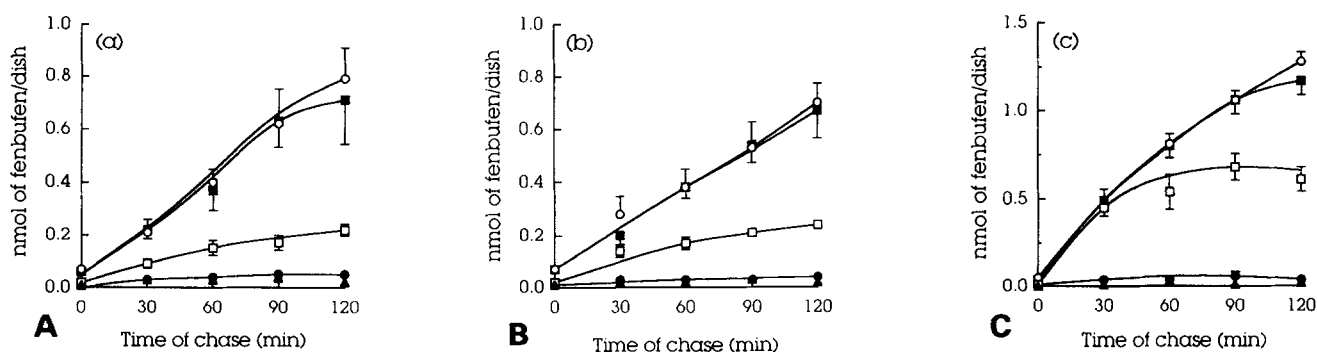 (a)
nmol of fenbufen/dish
1.0
0.8
0.6
0.4
0.2
0.0
0 30 60 90 120
Time of chase (min)
A
(b)
nmol of fenbufen/dish
1.0
0.8
0.6
0.4
0.2
0.0
0 30 60 90 120
Time of chase (min)
B
(c)
nmol of fenbufen/dish
1.5
1.0
0.5
0.0
0 30 60 90 120
Time of chase (min)
C